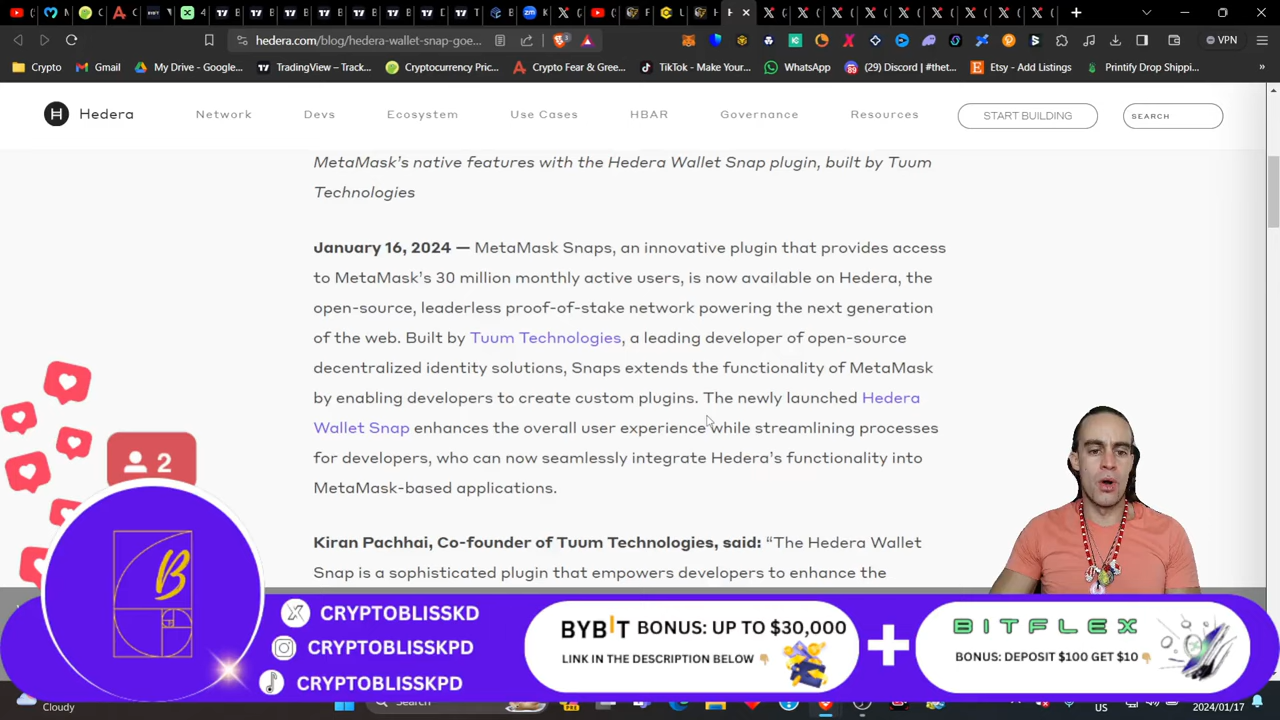 hedera.com/blog/hedera-wallet-snap-goe...
VPN
Crypto
Gmail
My Drive - Google...
TradingView – Track...
Cryptocurrency Pric...
Crypto Fear & Gree...
TikTok - Make Your...
WhatsApp
(29) Discord | #thet...
Etsy - Add Listings
Printify Drop Shippi...
Hedera
Network
Devs
Ecosystem
Use Cases
HBAR
Governance
Resources
START BUILDING
SEARCH
MetaMask’s native features with the Hedera Wallet Snap plugin, built by Tuum
Technologies
January 16, 2024 — MetaMask Snaps, an innovative plugin that provides access
to MetaMask’s 30 million monthly active users, is now available on Hedera, the
open-source, leaderless proof-of-stake network powering the next generation
of the web. Built by Tuum Technologies, a leading developer of open-source
decentralized identity solutions, Snaps extends the functionality of MetaMask
by enabling developers to create custom plugins. The newly launched Hedera
Wallet Snap enhances the overall user experience while streamlining processes
for developers, who can now seamlessly integrate Hedera’s functionality into
MetaMask-based applications.
Kiran Pachhai, Co-founder of Tuum Technologies, said: “The Hedera Wallet
Snap is a sophisticated plugin that empowers developers to enhance the
2
B
CRYPTOBLISSKD
CRYPTOBLISSKPD
CRYPTOBLISSKPD
BYBIT BONUS: UP TO $30,000
LINK IN THE DESCRIPTION BELOW
+
BITFLEX
BONUS: DEPOSIT $100 GET $10
Cloudy
Search
2024/01/17